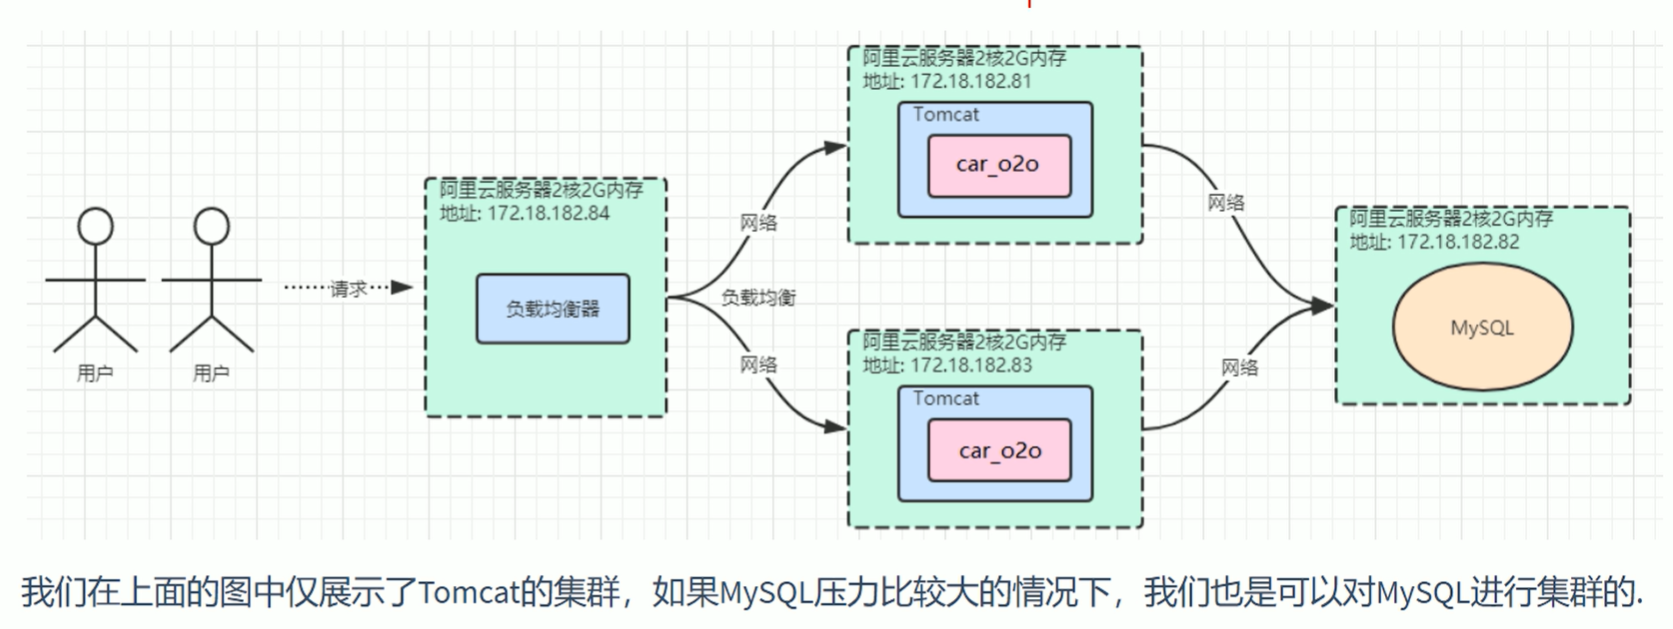 用户
用户
请求
阿里云服务器2核2G内存
地址: 172.18.182.84
负载均衡器
网络
负载均衡
网络
阿里云服务器2核2G内存
地址: 172.18.182.81
Tomcat
car_o2o
阿里云服务器2核2G内存
地址: 172.18.182.83
Tomcat
car_o2o
网络
网络
阿里云服务器2核2G内存
地址: 172.18.182.82
MySQL
我们在上面的图中仅展示了Tomcat的集群，如果MySQL压力比较大的情况下，我们也是可以对MySQL进行集群的.